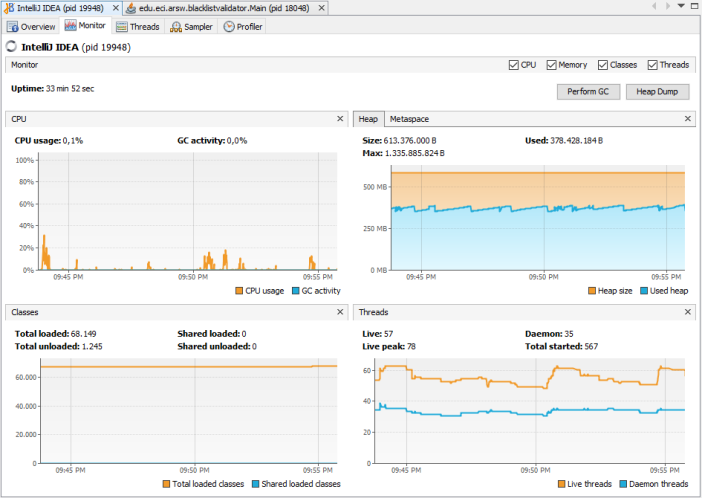 IntelliJ IDEA (pid 19948) × edu.eci.arsw.blacklistvalidator.Main (pid 18048) ×
Overview Monitor Threads Sampler Profiler
IntelliJ IDEA (pid 19948)
Monitor CPU Memory Classes Threads
Uptime: 33 min 52 sec Perform GC Heap Dump
CPU ×
CPU usage: 0,1% GC activity: 0,0%
100%
80%
60%
40%
20%
0%
09:45 PM 09:50 PM 09:55 PM
CPU usage GC activity
Heap Metaspace ×
Size: 613.376.000 B Used: 378.428.184 B
Max: 1.335.885.824 B
500 MB
250 MB
0 MB
09:45 PM 09:50 PM 09:55 PM
Heap size Used heap
Classes ×
Total loaded: 68.149 Shared loaded: 0
Total unloaded: 1.245 Shared unloaded: 0
60.000
40.000
20.000
0
09:45 PM 09:50 PM 09:55 PM
Total loaded classes Shared loaded classes
Threads ×
Live: 57 Daemon: 35
Live peak: 78 Total started: 567
60
40
20
0
09:45 PM 09:50 PM 09:55 PM
Live threads Daemon threads